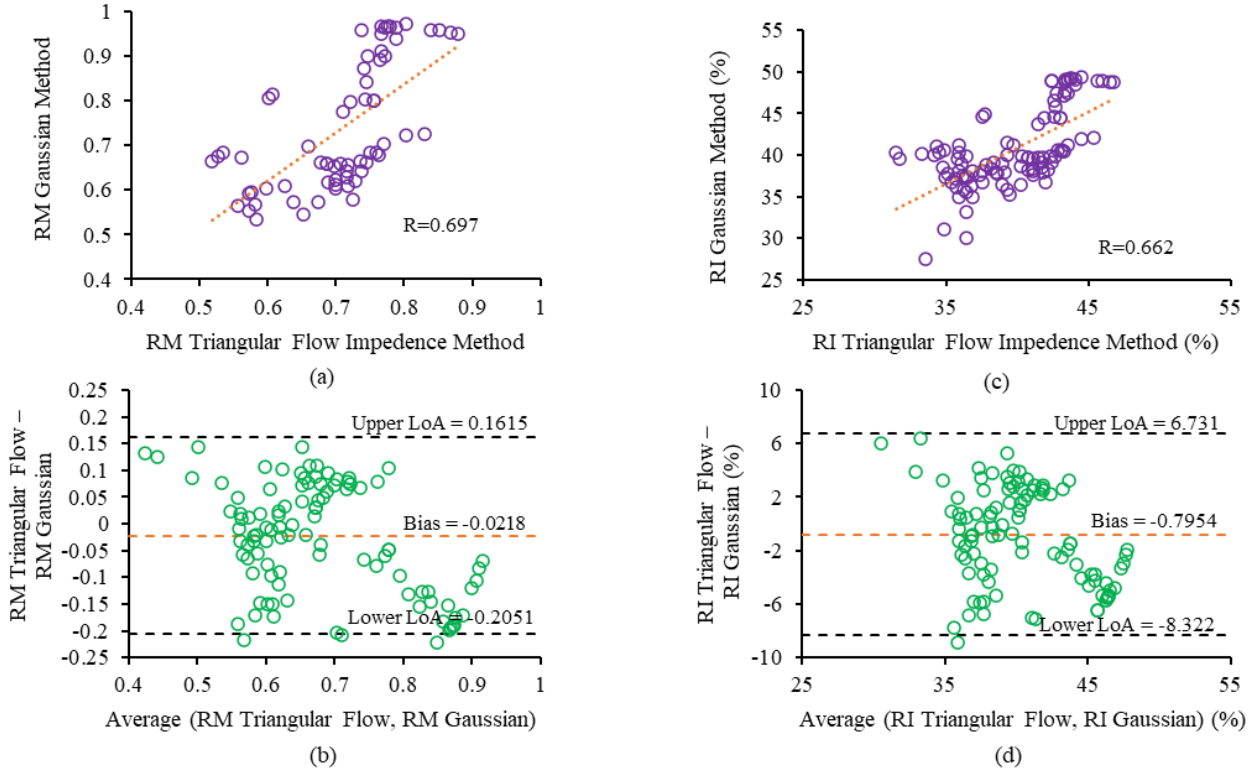 RM Gaussian Method
1
0.9
0.8
0.7
0.6
0.5
0.4
R=0.697
0.4
0.5
0.6
0.7
0.8
0.9
1
RM Triangular Flow Impedence Method
(a)
RI Gaussian Method (%)
55
50
45
40
35
30
25
R=0.662
25
35
45
55
RI Triangular Flow Impedence Method (%)
(c)
RM Triangular Flow –
RM Gaussian
0.25
0.2
0.15
0.1
0.05
0
-0.05
-0.1
-0.15
-0.2
-0.25
Upper LoA = 0.1615
Bias = -0.0218
Lower LoA = -0.2051
0.4
0.5
0.6
0.7
0.8
0.9
1
Average (RM Triangular Flow, RM Gaussian)
(b)
RI Triangular Flow –
RI Gaussian (%)
10
6
2
-2
-6
-10
Upper LoA = 6.731
Bias = -0.7954
Lower LoA = -8.322
25
35
45
55
Average (RI Triangular Flow, RI Gaussian) (%)
(d)